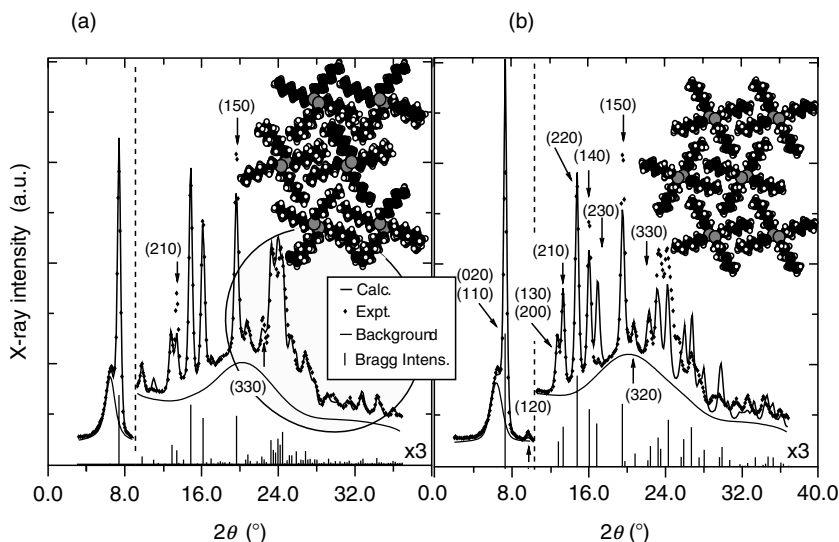 (a)
(b)
X-ray intensity (a.u.)
(150)
(210)
(330)
Calc.
Expt.
Background
Bragg Intens.
x3
0.0 8.0 16.0 24.0 32.0
2θ (°)
(150)
(220)
(140)
(230)
(210)
(330)
(020)
(110)
(130)
(200)
(120)
(320)
x3
0.0 8.0 16.0 24.0 32.0 40.0
2θ (°)